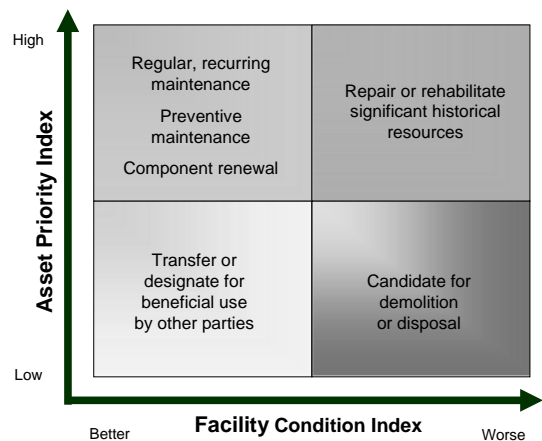 High
Asset Priority Index
Low
Regular, recurring
maintenance
Preventive
maintenance
Component renewal
Repair or rehabilitate
significant historical
resources
Transfer or
designate for
beneficial use
by other parties
Candidate for
demolition
or disposal
Better
Facility Condition Index
Worse